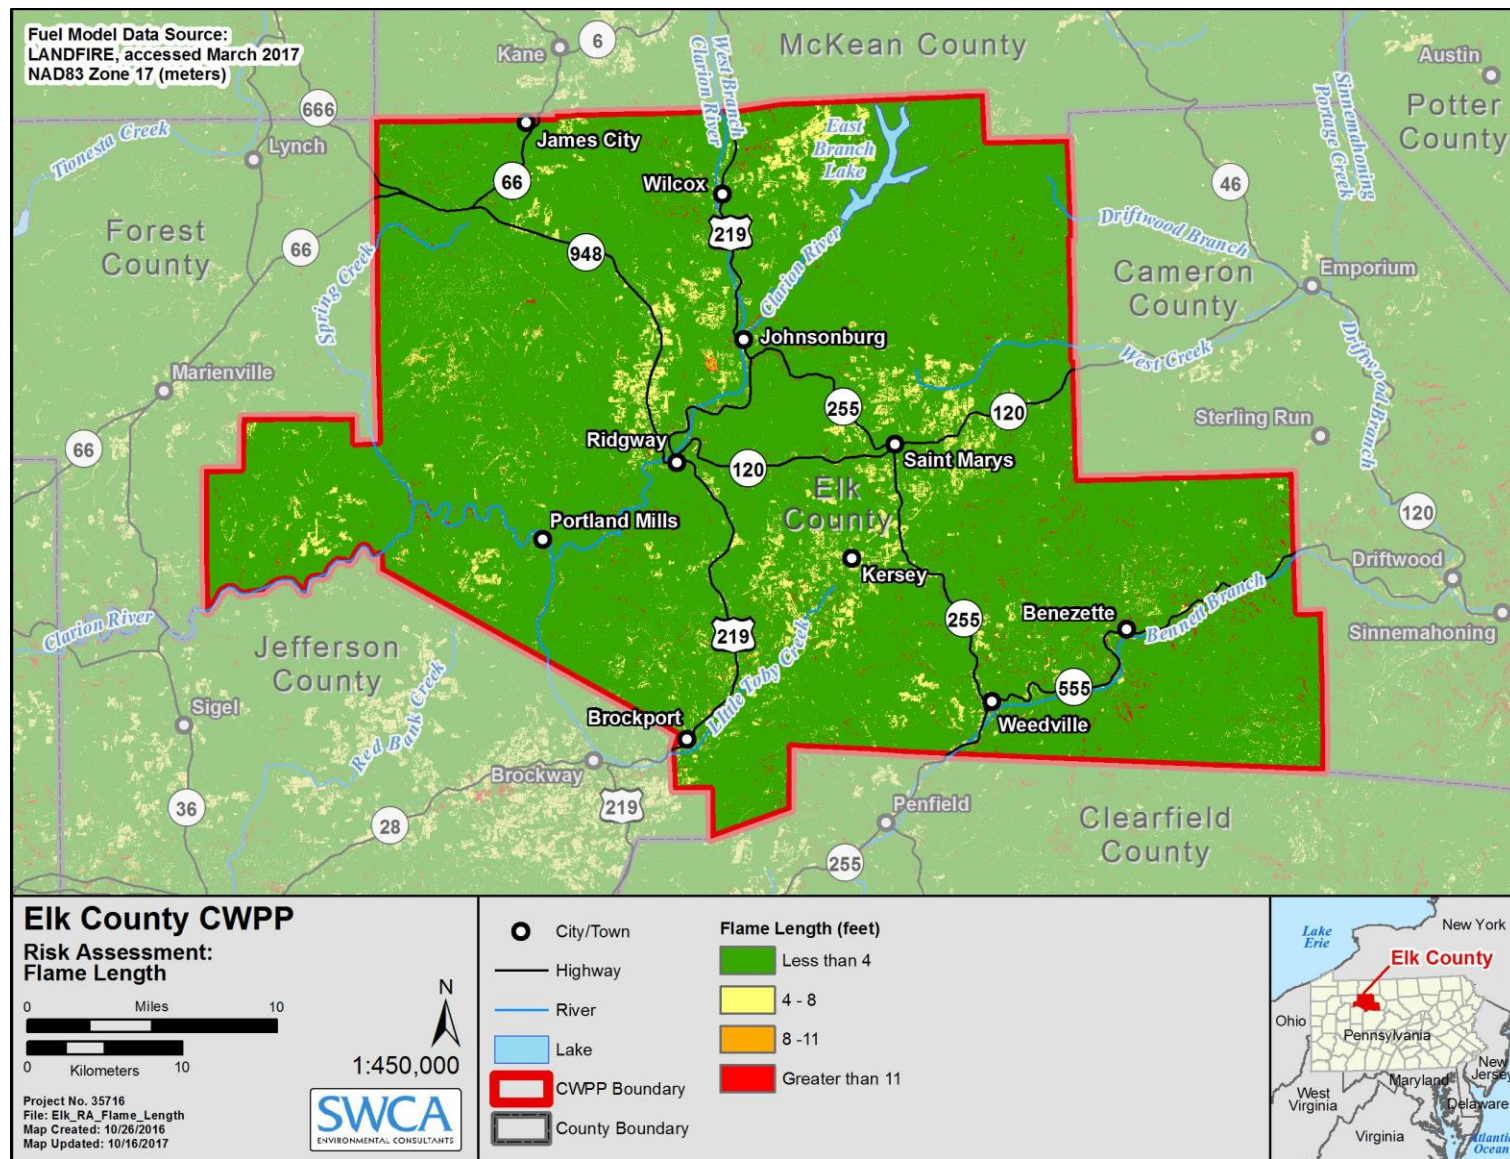 Fuel Model Data Source:
LANDFIRE, accessed March 2017
NAD83 Zone 17 (meters)
Kane
6
McKean County
Austin
Potter
County
666
Lynch
Tionesta Creek
James City
66
West Branch
Clarion River
East
Branch
Lake
Wilcox
219
Sinnemahoning
Portage Creek
46
Forest
County
66
948
Spring Creek
Clarion River
Driftwood Branch
Emporium
Cameron
County
Johnsonburg
West Creek
Driftwood Branch
Marienville
255
120
Sterling Run
66
Ridgway
120
Saint Marys
Elk
County
120
Portland Mills
Kersey
Driftwood
Clarion River
Jefferson
County
219
255
Benezette
Bennett Branch
Sinnemahoning
Little Toby Creek
555
Sigel
Red Bank Creek
Brockport
Weedville
Brockway
36
28
219
Penfield
255
Clearfield
County
Elk County CWPP
Risk Assessment:
Flame Length
0 Miles 10
0 Kilometers 10
N
1:450,000
Project No. 35716
File: Elk_RA_Flame_Length
Map Created: 10/26/2016
Map Updated: 10/16/2017
SWCA
ENVIRONMENTAL CONSULTANTS
City/Town
Highway
River
Lake
CWPP Boundary
County Boundary
Flame Length (feet)
Less than 4
4 - 8
8 -11
Greater than 11
Lake
Erie
New York
Elk County
Ohio
Pennsylvania
New
Jersey
West
Virginia
Maryland
Delaware
Virginia
Atlantic
Ocean